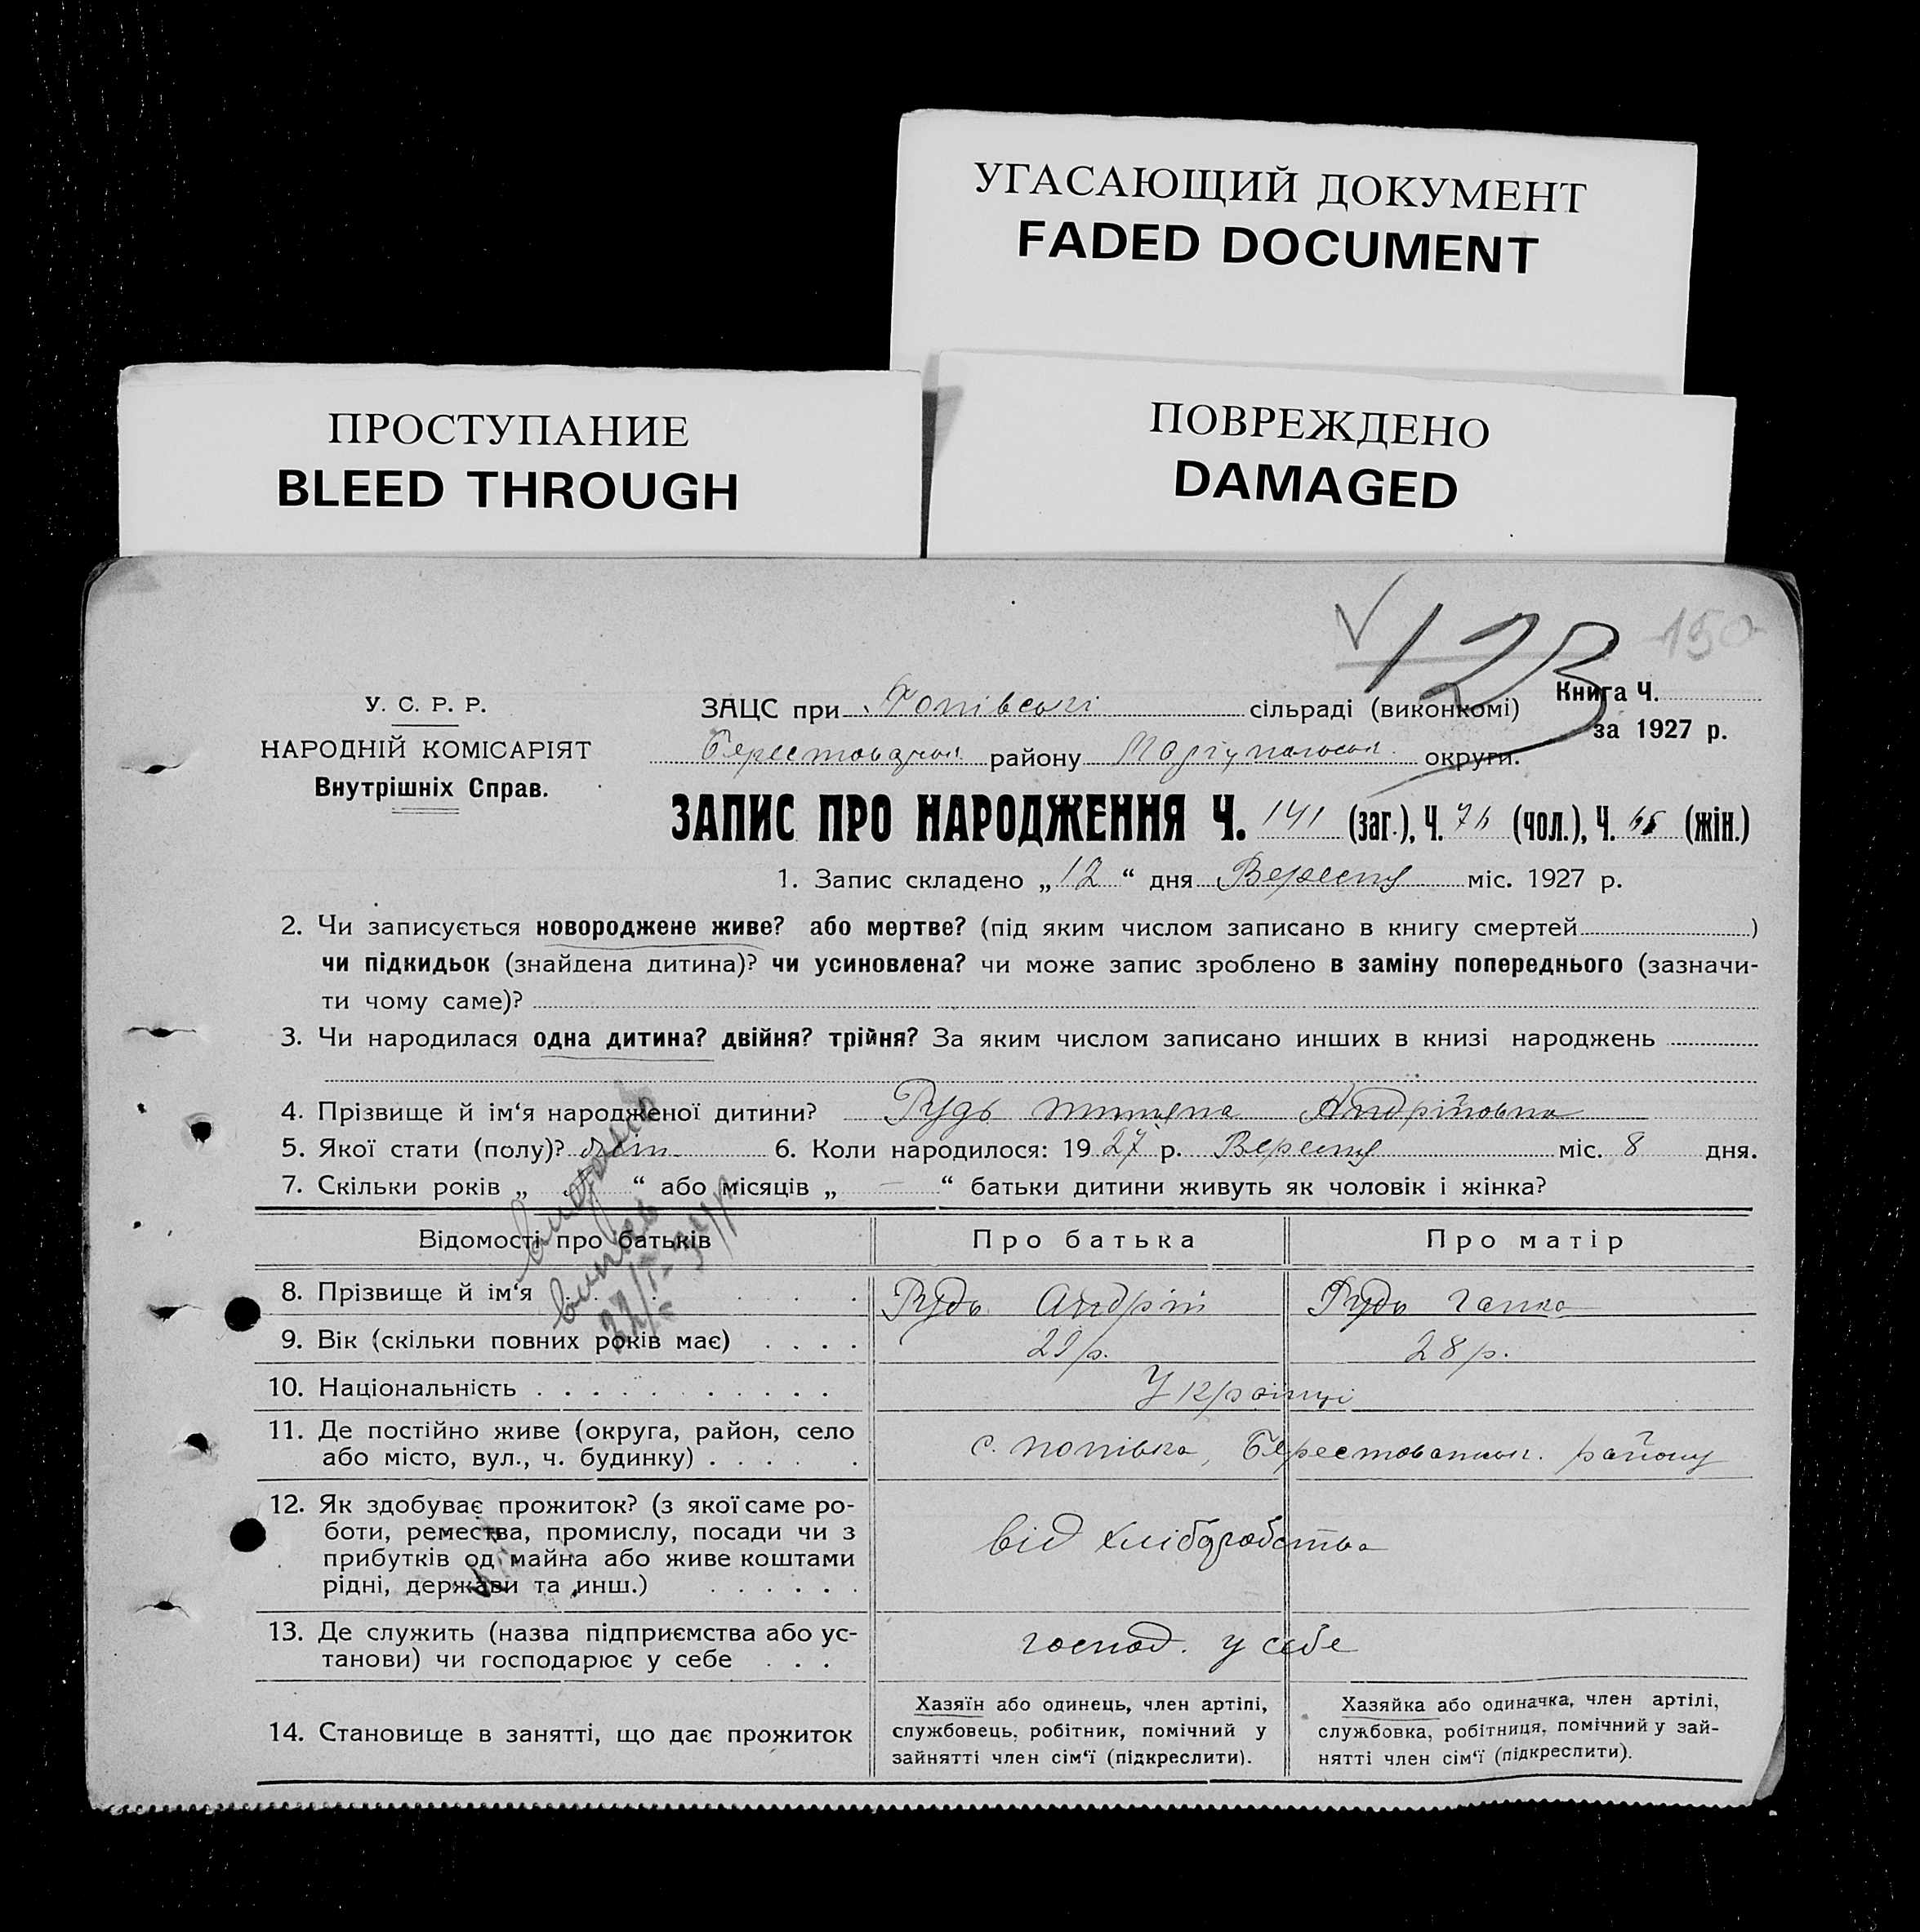 УГАСАЮЩИЙ ДОКУМЕНТ
FADED DOCUMENT
ПРОСТУПАНИЕ
BLEED THROUGH
ПОВРЕЖДЕНО
DAMAGED
123
150
У. С. Р. Р.
НАРОДНІЙ КОМІСАРІЯТ
Внутрішніх Справ.
Книга Ч.
за 1927 р.
ЗАЦС при Попівські сільраді (виконкомі)
району округи.
ЗАПИС ПРО НАРОДЖЕННЯ Ч. 141 (заг.), Ч. 76 (чол.), Ч. 65 (жін.)
1. Запис складено „12“ дня Вересня міс. 1927 р.
2. Чи записується новороджене живе? або мертве? (під яким числом записано в книгу смертей )
чи підкидьок (знайдена дитина)? чи усиновлена? чи може запис зроблено в заміну попереднього (зазначи-
ти чому саме)?
3. Чи народилася одна дитина? двійня? трійня? За яким числом записано инших в книзі народжень
4. Прізвище й ім‘я народженої дитини? Рудь Андрійовна
5. Якої стати (полу)? 6. Коли народилося: 1927 р. Вересня міс. 8 дня.
7. Скільки років „ “ або місяців „ — “ батьки дитини живуть як чоловік і жінка?
Відомості про батьків Про батька Про матір
8. Прізвище й ім‘я Рудь Андрій Рудь Гапка
9. Вік (скільки повних років має) 29 р. 28 р.
10. Національність Українці
11. Де постійно живе (округа, район, село
або місто, вул., ч. будинку) с. Попівка, Берестоватськ. району
12. Як здобуває прожиток? (з якої саме ро-
боти, ремества, промислу, посади чи з
прибутків од майна або живе коштами
рідні, держави та инш.) від хліборобства
13. Де служить (назва підприємства або ус-
танови) чи господарює у себе господ. у себе
14. Становище в занятті, що дає прожиток
Хазяїн або одинець, член артілі,
службовець, робітник, помічний у
зайнятті член сім‘ї (підкреслити).
Хазяйка або одиначка, член артілі,
службовка, робітниця, помічний у зай-
нятті член сім‘ї (підкреслити).